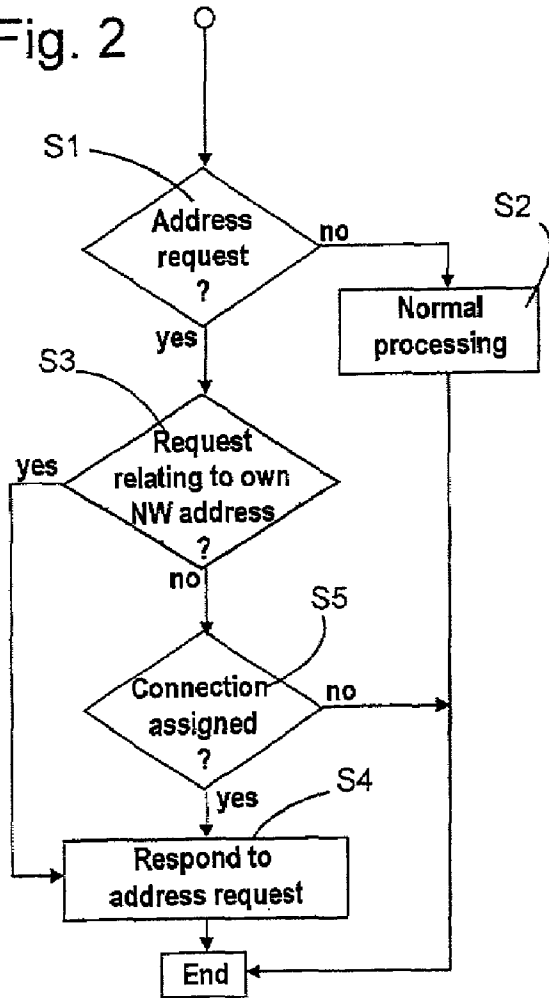 Fig. 2
S1
Address
request
?
no
S2
Normal
processing
yes
S3
yes
Request
relating to own
NW address
?
no
S5
Connection
assigned
?
no
yes
S4
Respond to
address request
End